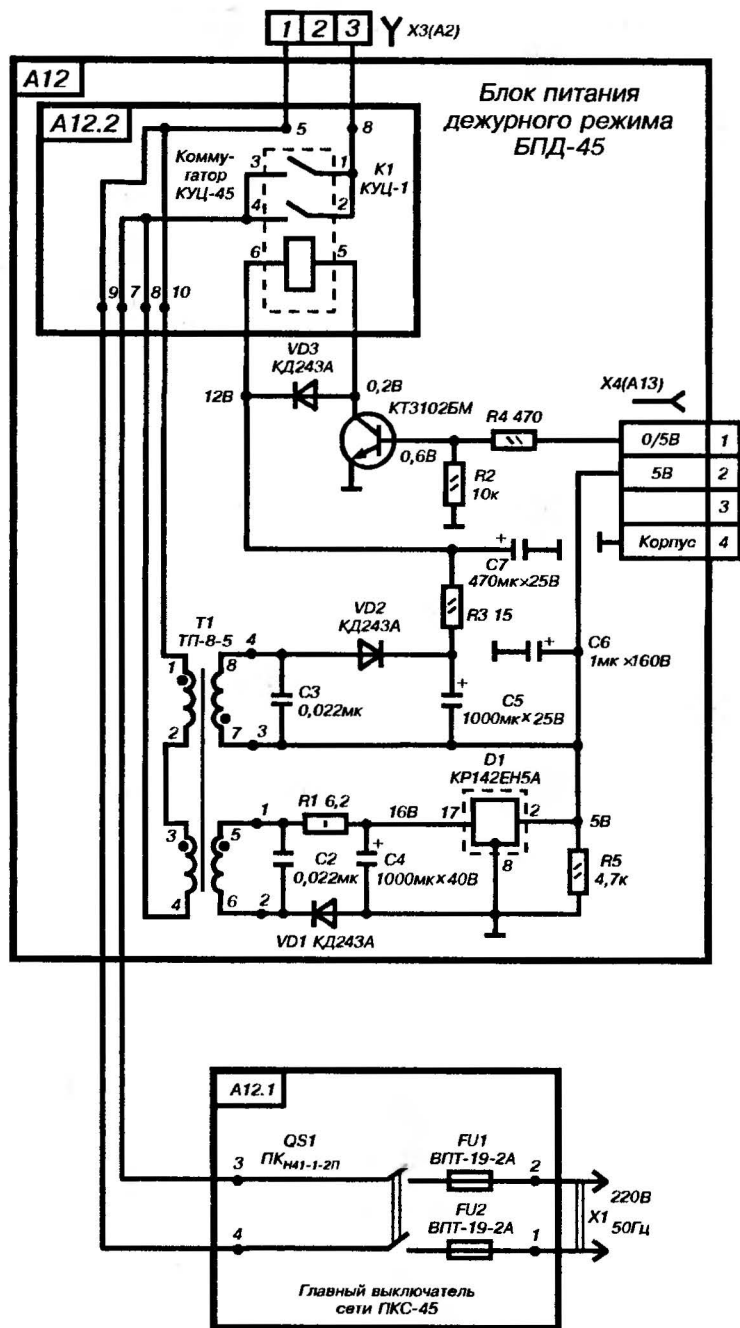 1 2 3 X3(A2)
A12
Блок питания
дежурного режима
БПД-45
A12.2
5 8
Комму-
татор
КУЦ-45
3 1
K1
КУЦ-1
4 2
6 5
9 7 8 10
VD3
КД243А
12В
0,2В
КТ3102БМ
0,6В
R4 470
R2
10к
X4(A13)
0/5В 1
5В 2
3
Корпус 4
+
C7
470мк×25В
R3 15
VD2
КД243А
+
C6
1мк×160В
T1
ТП-8-5
1 8 4
2 7 3
C3
0,022мк
+
C5
1000мк×25В
D1
КР142ЕН5А
3 5 1
R1 6,2
16В
17 2
5В
8
C2
0,022мк
+
C4
1000мк×40В
R5
4,7к
4 6 2
VD1 КД243А
A12.1
QS1
ПКН41-1-2П
3
FU1
ВПТ-19-2А
2
220В
X1
50Гц
FU2
ВПТ-19-2А
4 1
Главный выключатель
сети ПКС-45